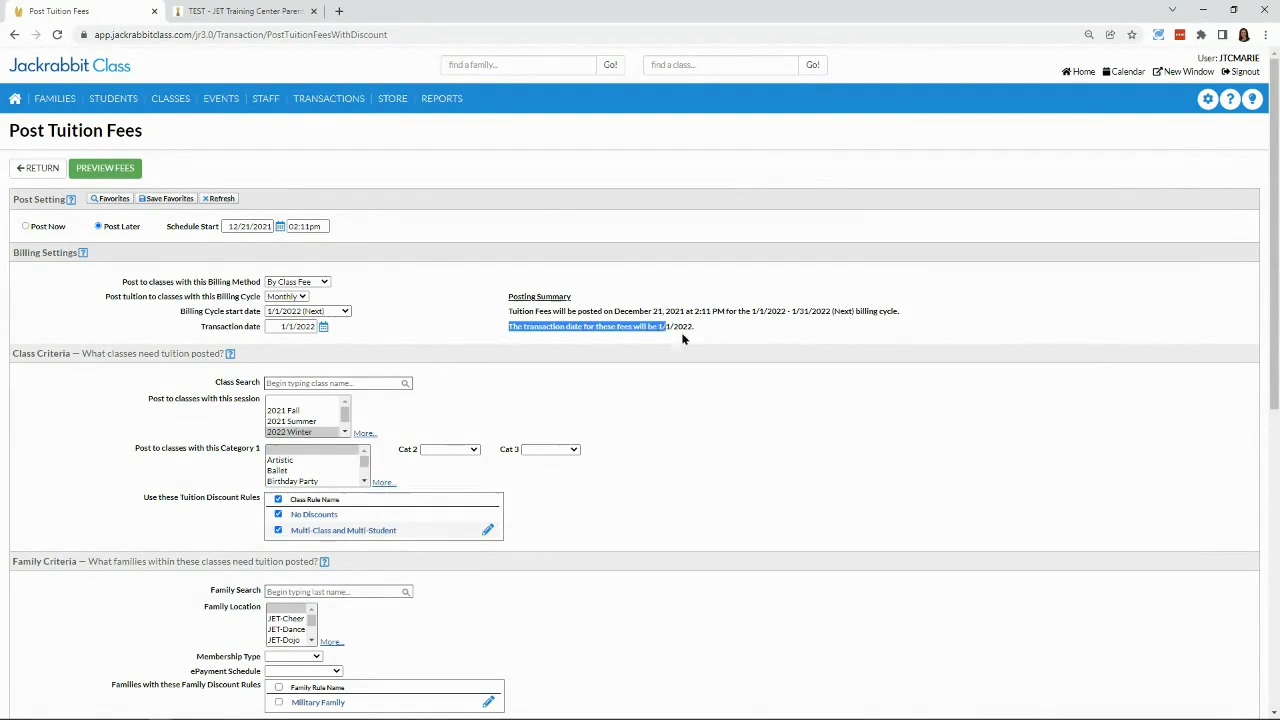 Post Tuition Fees
TEST - JET Training Center Paren
app.jackrabbitclass.com/jr3.0/Transaction/PostTuitionFeesWithDiscount
Jackrabbit Class
find a family... Go! find a class... Go!
User: JTCMARIE
Home Calendar New Window Signout
FAMILIES STUDENTS CLASSES EVENTS STAFF TRANSACTIONS STORE REPORTS
Post Tuition Fees
RETURN PREVIEW FEES
Post Setting ? Favorites Save Favorites Refresh
Post Now Post Later Schedule Start 12/21/2021 02:11pm
Billing Settings ?
Post to classes with this Billing Method By Class Fee
Post tuition to classes with this Billing Cycle Monthly Posting Summary
Billing Cycle start date 1/1/2022 (Next) Tuition Fees will be posted on December 21, 2021 at 2:11 PM for the 1/1/2022 - 1/31/2022 (Next) billing cycle.
Transaction date 1/1/2022 The transaction date for these fees will be 1/1/2022.
Class Criteria — What classes need tuition posted? ?
Class Search Begin typing class name...
Post to classes with this session
2021 Fall
2021 Summer
2022 Winter More...
Post to classes with this Category 1 Cat 2 Cat 3
Artistic
Ballet
Birthday Party More...
Use these Tuition Discount Rules Class Rule Name
No Discounts
Multi-Class and Multi-Student
Family Criteria — What families within these classes need tuition posted? ?
Family Search Begin typing last name...
Family Location
JET-Cheer
JET-Dance
JET-Dojo More...
Membership Type
ePayment Schedule
Families with these Family Discount Rules Family Rule Name
Military Family